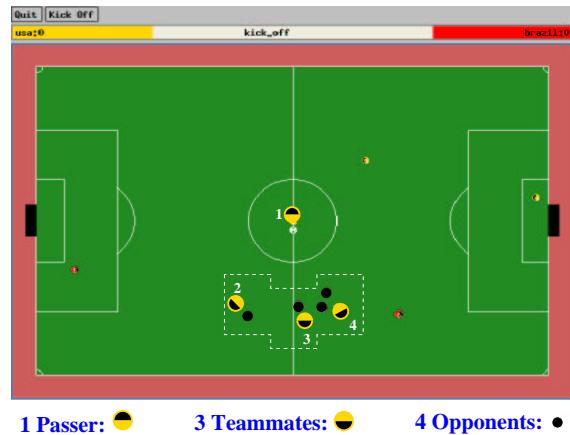 Quit Kick Off
usa:0 kick_off brazil:0
1
2
4
3
1 Passer: 3 Teammates: 4 Opponents: